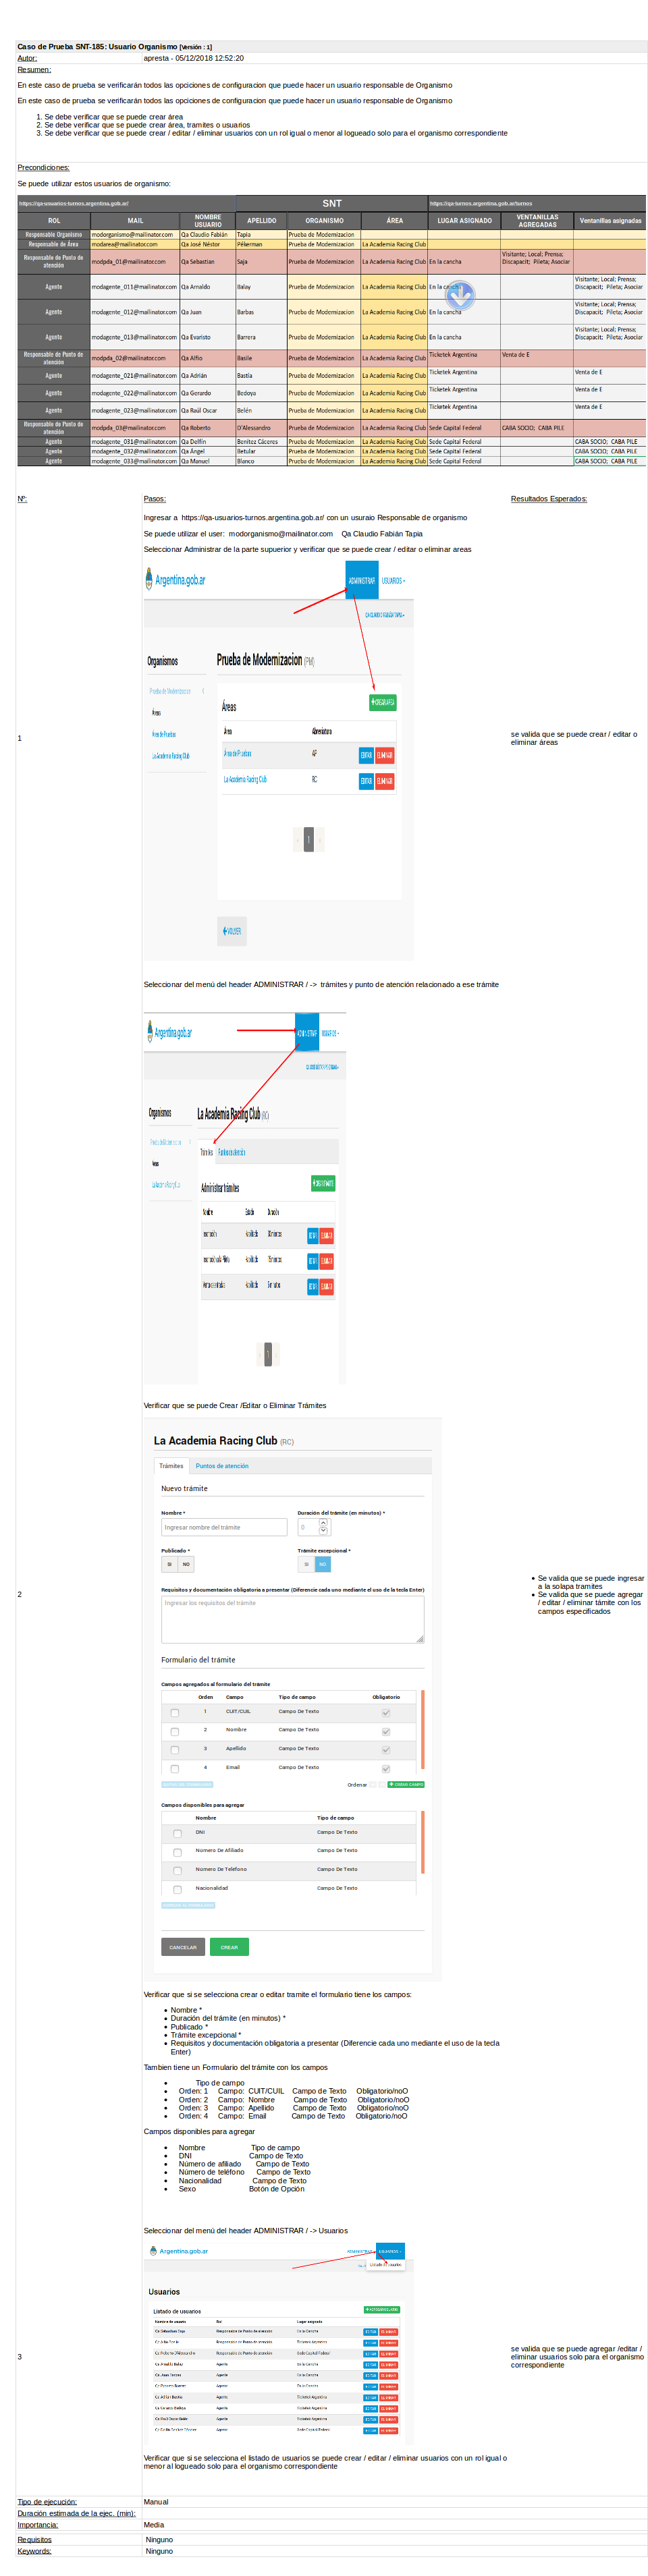 Caso de Prueba SNT-185: Usuario Organismo [Versión : 1]
Autor: apresta - 05/12/2018 12:52:20
Resumen:
En este caso de prueba se verificarán todos las opiciones de configuracion que puede hacer un usuario responsable de Organismo
En este caso de prueba se verificarán todos las opiciones de configuracion que puede hacer un usuario responsable de Organismo
1. Se debe verificar que se puede crear área
2. Se debe verificar que se puede crear área, tramites o usuarios
3. Se debe verificar que se puede crear / editar / eliminar usuarios con un rol igual o menor al logueado solo para el organismo correspondiente
Precondiciones:
Se puede utilizar estos usuarios de organismo:
https://qa-usuarios-turnos.argentina.gob.ar/ SNT https://qa-turnos.argentina.gob.ar/turnos
ROL MAIL NOMBRE USUARIO APELLIDO ORGANISMO ÁREA LUGAR ASIGNADO VENTANILLAS AGREGADAS Ventanillas asignadas
Responsable Organismo modorganismo@mailinator.com Qa Claudio Fabián Tapia Prueba de Modernizacion
Responsable de Área modarea@mailinator.com Qa José Néstor Pékerman Prueba de Modernizacion La Academia Racing Club
Responsable de Punto de atención modpda_01@mailinator.com Qa Sebastian Saja Prueba de Modernizacion La Academia Racing Club En la cancha Visitante; Local; Prensa; Discapacit; Pileta; Asociar
Agente modagente_011@mailinator.com Qa Arnaldo Balay Prueba de Modernizacion La Academia Racing Club En la cancha Visitante; Local; Prensa; Discapacit; Pileta; Asociar
Agente modagente_012@mailinator.com Qa Juan Barbas Prueba de Modernizacion La Academia Racing Club En la cancha Visitante; Local; Prensa; Discapacit; Pileta; Asociar
Agente modagente_013@mailinator.com Qa Evaristo Barrera Prueba de Modernizacion La Academia Racing Club En la cancha Visitante; Local; Prensa; Discapacit; Pileta; Asociar
Responsable de Punto de atención modpda_02@mailinator.com Qa Alfio Basile Prueba de Modernizacion La Academia Racing Club Ticketek Argentina Venta de E
Agente modagente_021@mailinator.com Qa Adrián Bastia Prueba de Modernizacion La Academia Racing Club Ticketek Argentina Venta de E
Agente modagente_022@mailinator.com Qa Gerardo Bedoya Prueba de Modernizacion La Academia Racing Club Ticketek Argentina Venta de E
Agente modagente_023@mailinator.com Qa Raúl Oscar Belén Prueba de Modernizacion La Academia Racing Club Ticketek Argentina Venta de E
Responsable de Punto de atención modpda_03@mailinator.com Qa Roberto D'Alessandro Prueba de Modernizacion La Academia Racing Club Sede Capital Federal CABA SOCIO; CABA PILE
Agente modagente_031@mailinator.com Qa Delfín Benítez Cáceres Prueba de Modernizacion La Academia Racing Club Sede Capital Federal CABA SOCIO; CABA PILE
Agente modagente_032@mailinator.com Qa Ángel Betular Prueba de Modernizacion La Academia Racing Club Sede Capital Federal CABA SOCIO; CABA PILE
Agente modagente_033@mailinator.com Qa Manuel Blanco Prueba de Modernizacion La Academia Racing Club Sede Capital Federal CABA SOCIO; CABA PILE
Nº: Pasos: Resultados Esperados:
Ingresar a https://qa-usuarios-turnos.argentina.gob.ar/ con un usuraio Responsable de organismo
Se puede utilizar el user: modorganismo@mailinator.com Qa Claudio Fabián Tapia
Seleccionar Administrar de la parte supuerior y verificar que se puede crear / editar o eliminar areas
Argentina.gob.ar ADMINISTRAR USUARIOS
QA CLAUDIO FABIÁN TAPIA
Organismos Prueba de Modernizacion (PM)
Prueba de Modernizacion
Áreas
Área de Pruebas
La Academia Racing Club
Áreas CREAR ÁREA
Área Abreviatura
Área de Pruebas AP EDITAR ELIMINAR
La Academia Racing Club RC EDITAR ELIMINAR
1
VOLVER
1
se valida que se puede crear / editar o
eliminar áreas
Seleccionar del menú del header ADMINISTRAR / -> trámites y punto de atención relacionado a ese trámite
Argentina.gob.ar ADMINISTRAR USUARIOS
Organismos La Academia Racing Club (RC)
Prueba de Modernizacion
Áreas
La Academia Racing Club
Trámites Puntos de atención
Administrar trámites
Nombre Estado Duración
1
Verificar que se puede Crear /Editar o Eliminar Trámites
La Academia Racing Club (RC)
Trámites Puntos de atención
Nuevo trámite
Nombre * Duración del trámite (en minutos) *
Ingresar nombre del trámite 0
Publicado * Trámite excepcional *
SI NO SI NO
Requisitos y documentación obligatoria a presentar (Diferencie cada uno mediante el uso de la tecla Enter)
Ingresar los requisitos del trámite
Formulario del trámite
Campos agregados al formulario del trámite
Orden Campo Tipo de campo Obligatorio
1 CUIT/CUIL Campo De Texto
2 Nombre Campo De Texto
3 Apellido Campo De Texto
4 Email Campo De Texto
Ordenar CREAR CAMPO
Campos disponibles para agregar
Nombre Tipo de campo
DNI Campo De Texto
Número De Afiliado Campo De Texto
Número De Teléfono Campo De Texto
Nacionalidad Campo De Texto
CANCELAR CREAR
2
Se valida que se puede ingresar
a la solapa tramites
Se valida que se puede agregar
/ editar / eliminar támite con los
campos especificados
Verificar que si se selecciona crear o editar tramite el formulario tiene los campos:
Nombre *
Duración del trámite (en minutos) *
Publicado *
Trámite excepcional *
Requisitos y documentación obligatoria a presentar (Diferencie cada uno mediante el uso de la tecla
Enter)
Tambien tiene un Formulario del trámite con los campos
Tipo de campo
Orden: 1 Campo: CUIT/CUIL Campo de Texto Obligatorio/noO
Orden: 2 Campo: Nombre Campo de Texto Obligatorio/noO
Orden: 3 Campo: Apellido Campo de Texto Obligatorio/noO
Orden: 4 Campo: Email Campo de Texto Obligatorio/noO
Campos disponibles para agregar
Nombre Tipo de campo
DNI Campo de Texto
Número de afiliado Campo de Texto
Número de teléfono Campo de Texto
Nacionalidad Campo de Texto
Sexo Botón de Opción
Seleccionar del menú del header ADMINISTRAR / -> Usuarios
Argentina.gob.ar ADMINISTRAR USUARIOS
Listado de usuarios
Usuarios
Listado de usuarios
Nombre de usuario Rol Lugar asignado
3
se valida que se puede agregar /editar /
eliminar usuarios solo para el organismo
correspondiente
Verificar que si se selecciona el listado de usuarios se puede crear / editar / eliminar usuarios con un rol igual o
menor al logueado solo para el organismo correspondiente
Tipo de ejecución: Manual
Duración estimada de la ejec. (min):
Importancia: Media
Requisitos Ninguno
Keywords: Ninguno